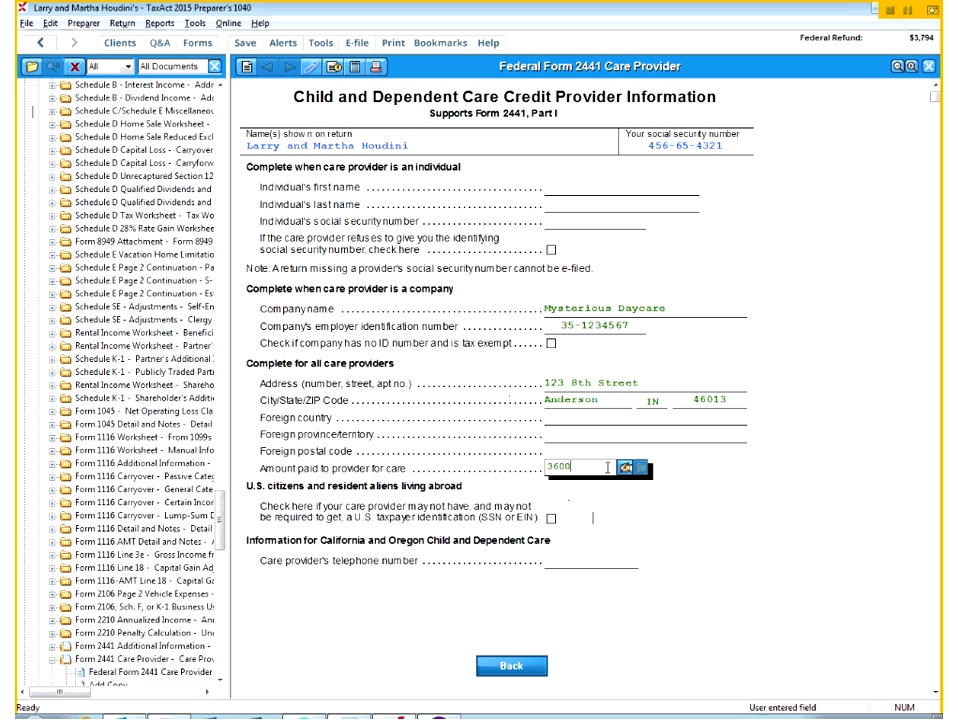 Larry and Martha Houdini's - TaxAct 2015 Preparer's 1040
File Edit Preparer Return Reports Tools Online Help
Clients Q&A Forms Save Alerts Tools E-file Print Bookmarks Help
Federal Refund: $3,794
All All Documents
Federal Form 2441 Care Provider
Schedule B - Interest Income - Addr
Schedule B - Dividend Income - Adc
Schedule C/Schedule E Miscellaneou
Schedule D Home Sale Worksheet -
Schedule D Home Sale Reduced Excl
Schedule D Capital Loss - Carryover
Schedule D Capital Loss - Carryforw
Schedule D Unrecaptured Section 12
Schedule D Qualified Dividends and
Schedule D Qualified Dividends and
Schedule D Tax Worksheet - Tax Wo
Schedule D 28% Rate Gain Workshee
Form 8949 Attachment - Form 8949
Schedule E Vacation Home Limitatio
Schedule E Page 2 Continuation - Pa
Schedule E Page 2 Continuation - S-
Schedule E Page 2 Continuation - Es
Schedule SE - Adjustments - Self-En
Schedule SE - Adjustments - Clergy
Rental Income Worksheet - Benefici
Rental Income Worksheet - Partner'
Schedule K-1 - Partner's Additional
Schedule K-1 - Publicly Traded Partı
Rental Income Worksheet - Shareho
Schedule K-1 - Shareholder's Additi
Form 1045 - Net Operating Loss Cla
Form 1045 Detail and Notes - Detail
Form 1116 Worksheet - From 1099s
Form 1116 Worksheet - Manual Info
Form 1116 Additional Information -
Form 1116 Carryover - Passive Cate
Form 1116 Carryover - General Cate
Form 1116 Carryover - Certain Incor
Form 1116 Carryover - Lump-Sum D
Form 1116 Detail and Notes - Detail
Form 1116 AMT Detail and Notes -
Form 1116 Line 3e - Gross Income fr
Form 1116 Line 18 - Capital Gain Ad
Form 1116-AMT Line 18 - Capital Ga
Form 2106 Page 2 Vehicle Expenses -
Form 2106, Sch. F, or K-1 Business U
Form 2210 Annualized Income - Ann
Form 2210 Penalty Calculation - Un
Form 2441 Additional Information -
Form 2441 Care Provider - Care Prov
Federal Form 2441 Care Provider
Add Copy
Child and Dependent Care Credit Provider Information
Supports Form 2441, Part I
Name(s) shown on return Your social security number
Larry and Martha Houdini 456-65-4321
Complete when care provider is an individual
Individual's first name
Individual's last name
Individual's social security number
If the care provider refuses to give you the identifying
social security number, check here
Note: A return missing a provider's social security number cannot be e-filed.
Complete when care provider is a company
Company name Mysterious Daycare
Company's employer identification number 35-1234567
Check if company has no ID number and is tax exempt
Complete for all care providers
Address (number, street, apt no.) 123 8th Street
City/State/ZIP Code Anderson IN 46013
Foreign country
Foreign province/territory
Foreign postal code
Amount paid to provider for care 3600
U.S. citizens and resident aliens living abroad
Check here if your care provider may not have, and may not
be required to get, a U.S. taxpayer identification (SSN or EIN)
Information for California and Oregon Child and Dependent Care
Care provider's telephone number
Back
Ready User entered field NUM